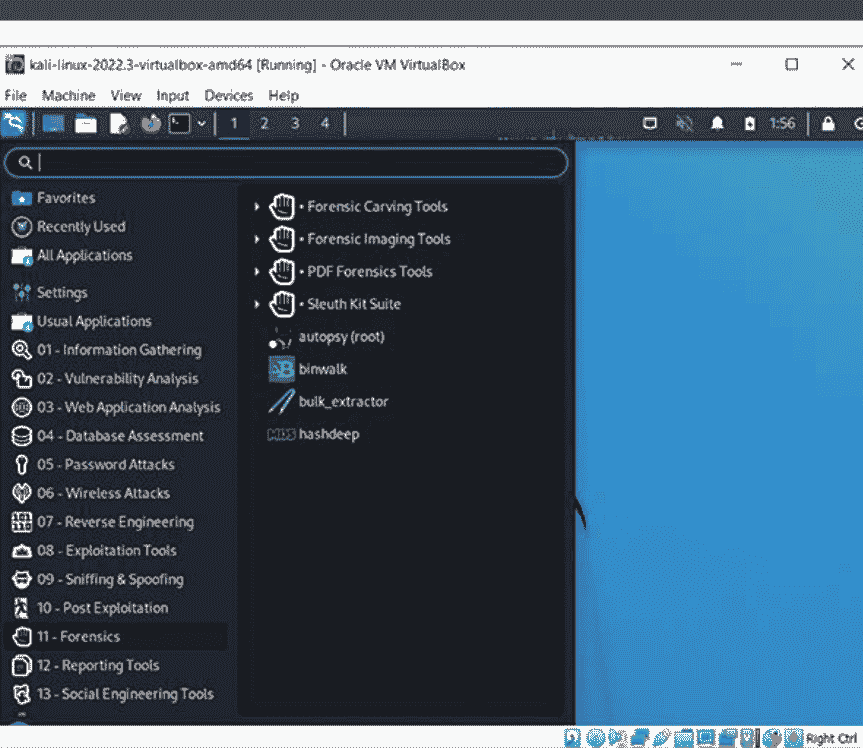 kali-linux-2022.3-virtualbox-amd64 [Running] - Oracle VM VirtualBox
File Machine View Input Devices Help
1 2 3 4 1:56
Favorites
Recently Used
All Applications
Settings
Usual Applications
01 - Information Gathering
02 - Vulnerability Analysis
03 - Web Application Analysis
04 - Database Assessment
05 - Password Attacks
06 - Wireless Attacks
07 - Reverse Engineering
08 - Exploitation Tools
09 - Sniffing & Spoofing
10 - Post Exploitation
11 - Forensics
12 - Reporting Tools
13 - Social Engineering Tools
• Forensic Carving Tools
• Forensic Imaging Tools
• PDF Forensics Tools
• Sleuth Kit Suite
autopsy (root)
binwalk
bulk_extractor
hashdeep
Right Ctrl